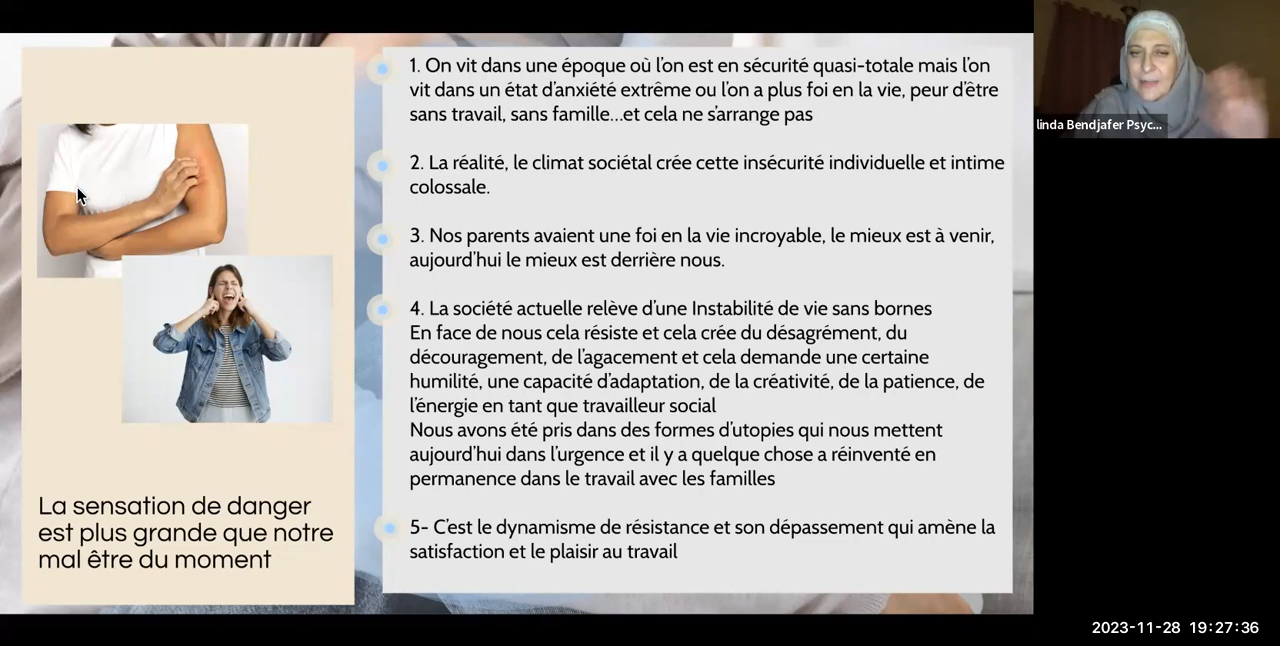 1. On vit dans une époque où l'on est en sécurité quasi-totale mais l'on
vit dans un état d'anxiété extrême ou l'on a plus foi en la vie, peur d'être
sans travail, sans famille...et cela ne s'arrange pas
2. La réalité, le climat sociétal crée cette insécurité individuelle et intime
colossale.
3. Nos parents avaient une foi en la vie incroyable, le mieux est à venir,
aujourd'hui le mieux est derrière nous.
4. La société actuelle relève d'une Instabilité de vie sans bornes
En face de nous cela résiste et cela crée du désagrément, du
découragement, de l'agacement et cela demande une certaine
humilité, une capacité d'adaptation, de la créativité, de la patience, de
l'énergie en tant que travailleur social
Nous avons été pris dans des formes d'utopies qui nous mettent
aujourd'hui dans l'urgence et il y a quelque chose a réinventé en
permanence dans le travail avec les familles
5- C'est le dynamisme de résistance et son dépassement qui amène la
satisfaction et le plaisir au travail
La sensation de danger
est plus grande que notre
mal être du moment
linda Bendjafer Psyc...
2023-11-28 19:27:36